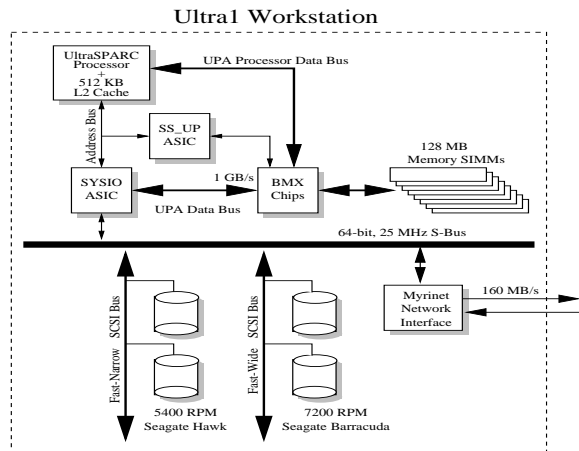 Ultra1 Workstation
UltraSPARC
Processor
+
512 KB
L2 Cache
UPA Processor Data Bus
Address Bus
SS_UP
ASIC
128 MB
Memory SIMMs
SYSIO
ASIC
1 GB/s
UPA Data Bus
BMX
Chips
64-bit, 25 MHz S-Bus
SCSI Bus
Fast-Narrow
SCSI Bus
Fast-Wide
Myrinet
Network
Interface
160 MB/s
5400 RPM
Seagate Hawk
7200 RPM
Seagate Barracuda